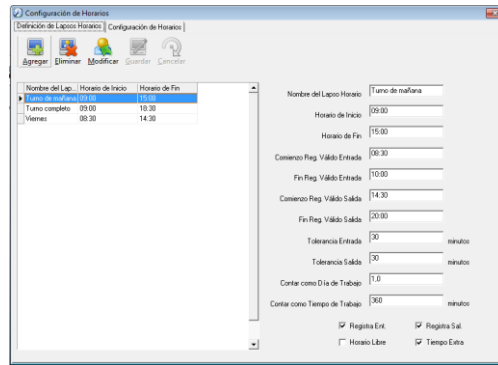 Configuración de Horarios
Definición de Lapsos Horarios Configuración de Horarios
Agregar Eliminar Modificar Guardar Cancelar
Nombre del Lap... Horario de Inicio Horario de Fin
Turno de mañana 09:00 15:00
Turno completo 09:00 18:30
Viernes 08:30 14:30
Nombre del Lapso Horario Turno de mañana
Horario de Inicio 09:00
Horario de Fin 15:00
Comienzo Reg. Válido Entrada 08:30
Fin Reg. Válido Entrada 10:00
Comienzo Reg. Válido Salida 14:30
Fin Reg. Válido Salida 20:00
Tolerancia Entrada 30 minutos
Tolerancia Salida 30 minutos
Contar como Día de Trabajo 1,0
Contar como Tiempo de Trabajo 360 minutos
Registra Ent. Registra Sal.
Horario Libre Tiempo Extra